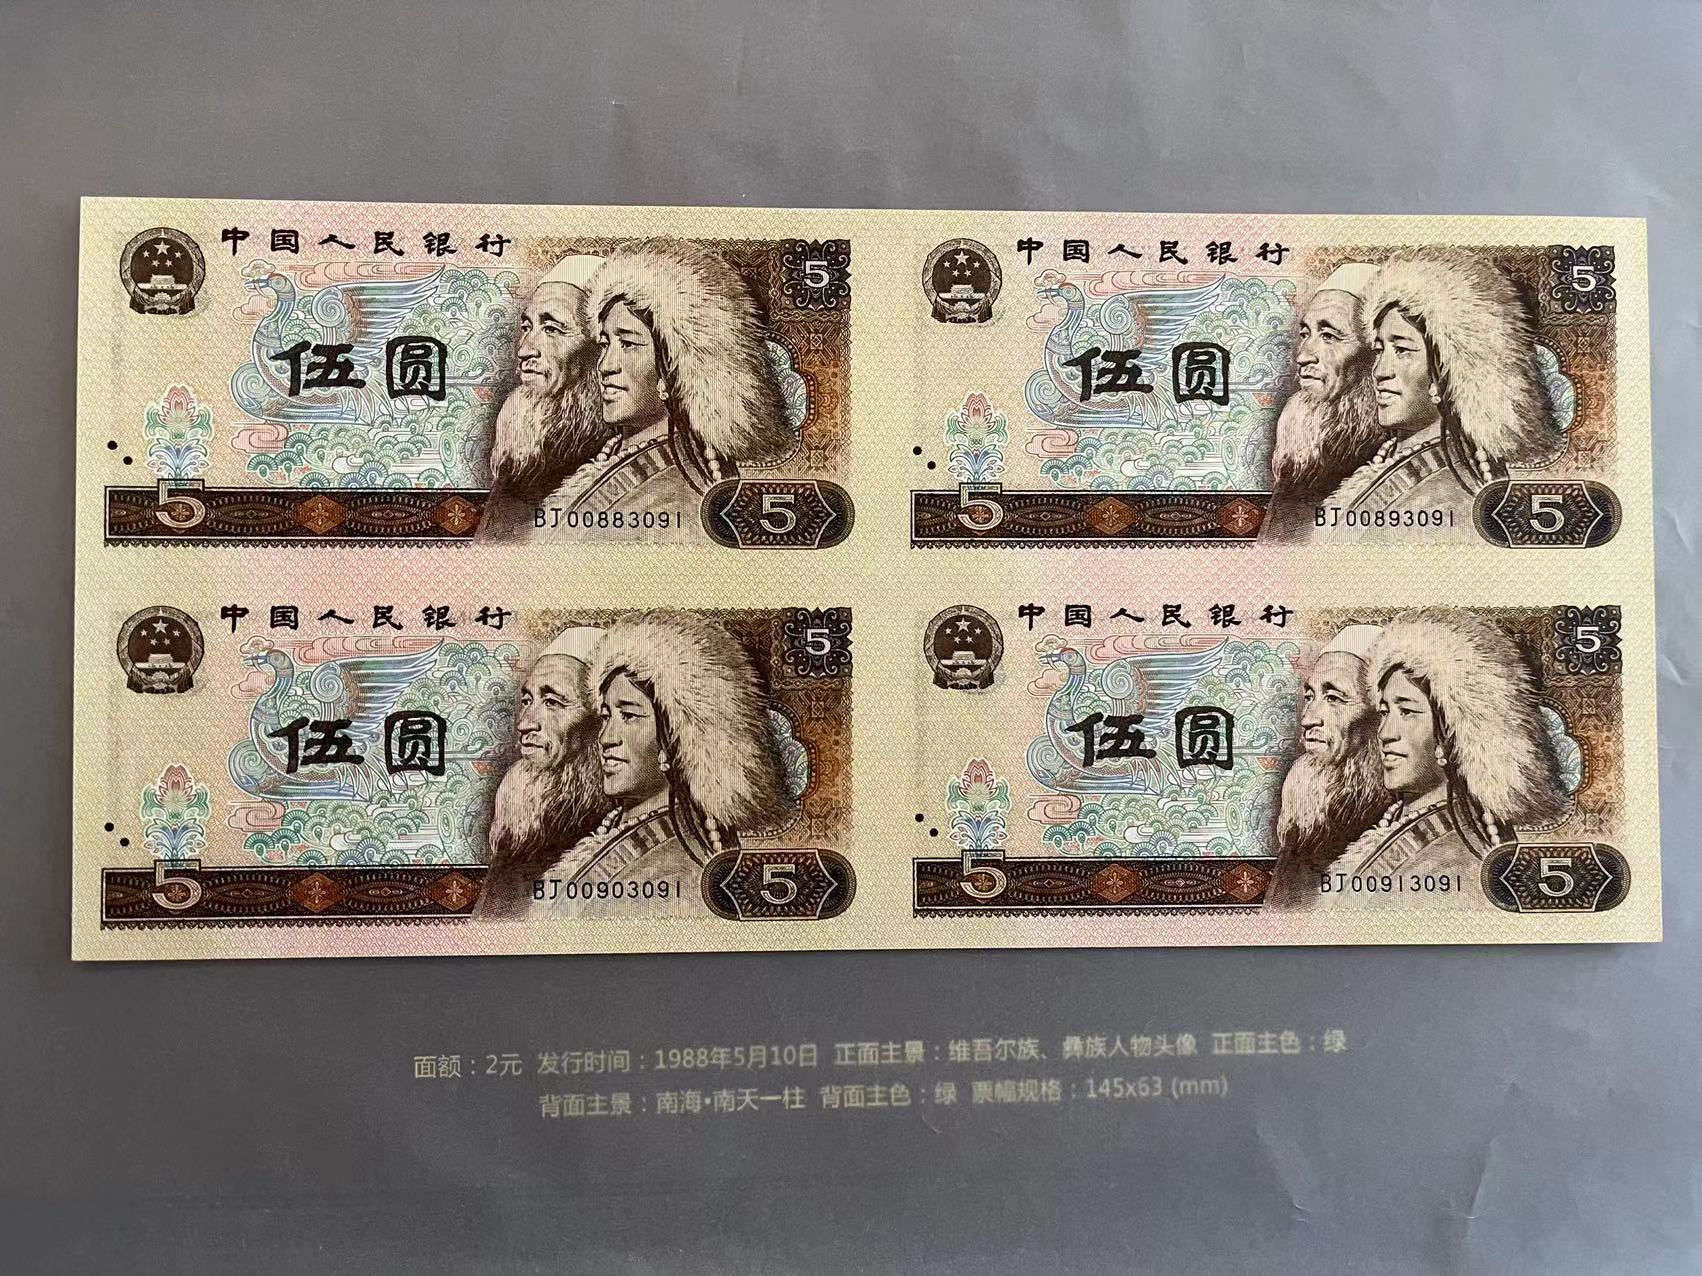 中国人民银行
5
伍圆
5
BJ00883091
5
中国人民银行
5
伍圆
5
BJ00893091
5
中国人民银行
5
伍圆
5
BJ00903091
5
中国人民银行
5
伍圆
5
BJ00913091
5
面额：2元 发行时间：1988年5月10日 正面主景：维吾尔族、彝族人物头像 正面主色：绿
背面主景：南海•南天一柱 背面主色：绿 票幅规格：145x63 (mm)